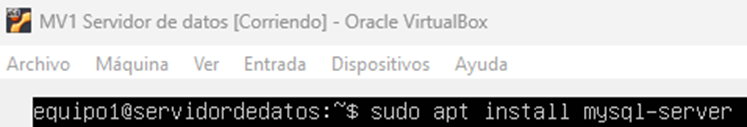 MV1 Servidor de datos [Corriendo] - Oracle VirtualBox
Archivo Máquina Ver Entrada Dispositivos Ayuda
equipo1@servidordedatos:~$ sudo apt install mysql-server